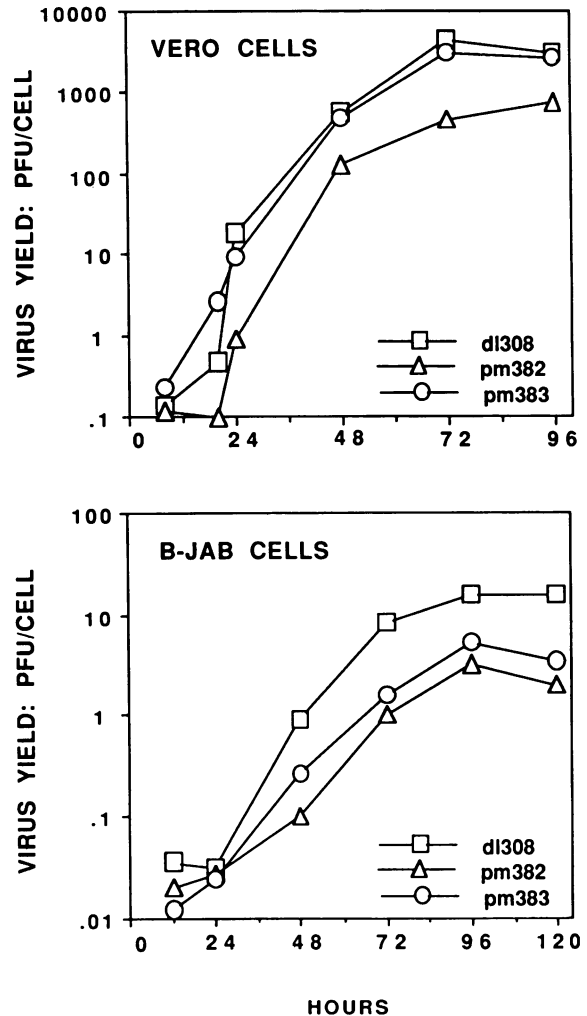 10000
VERO CELLS
1000
100
10
1
.1
VIRUS YIELD: PFU/CELL
dl308
pm382
pm383
0 24 48 72 96
100
B-JAB CELLS
10
1
.1
.01
VIRUS YIELD: PFU/CELL
dl308
pm382
pm383
0 24 48 72 96 120
HOURS